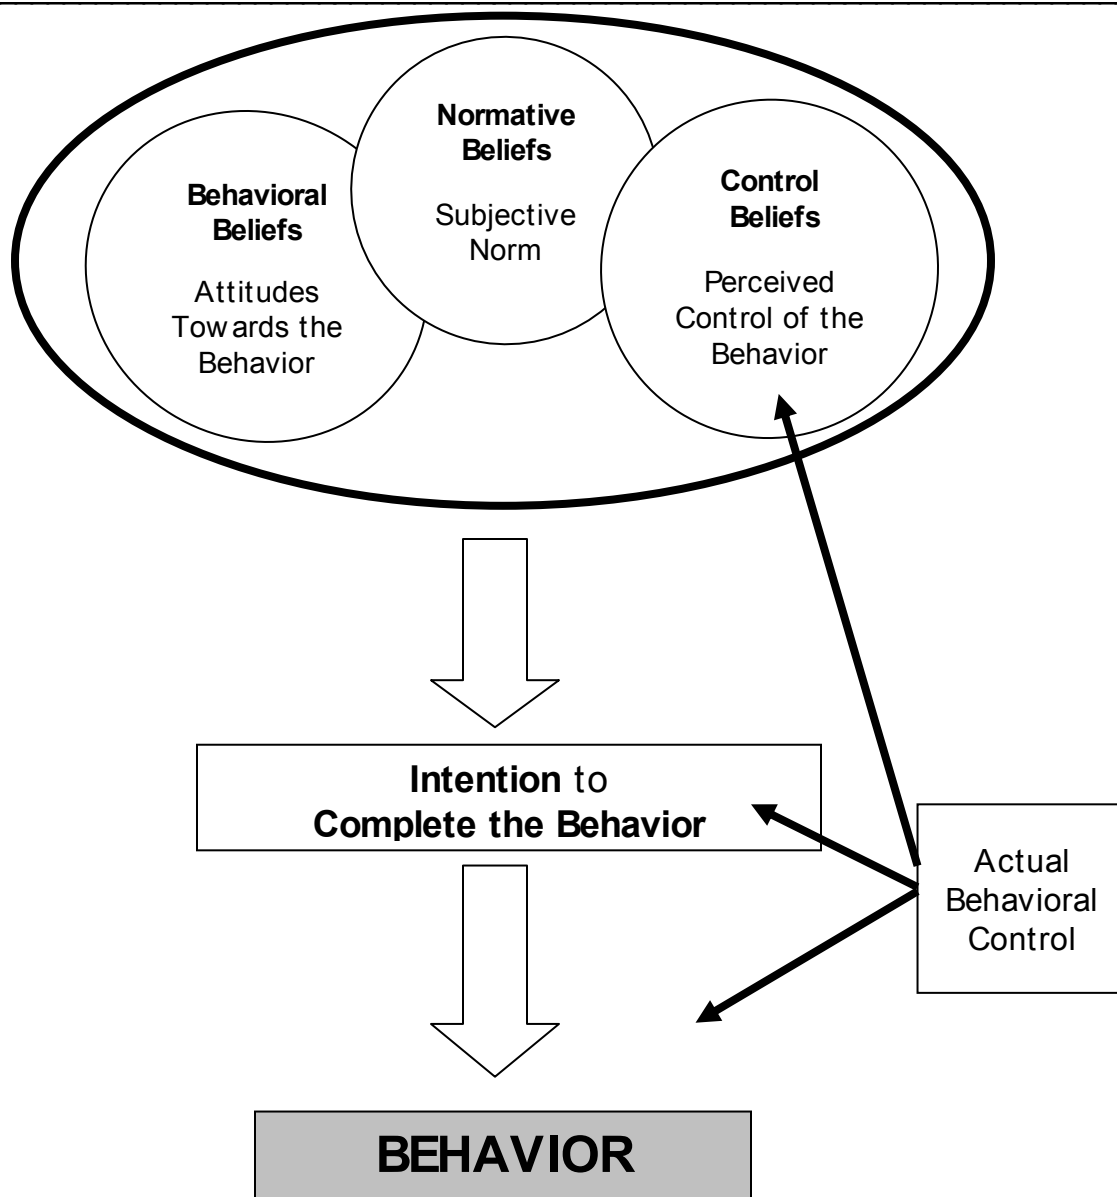 Normative
Beliefs
Subjective
Norm
Behavioral
Beliefs
Attitudes
Towards the
Behavior
Control
Beliefs
Perceived
Control of the
Behavior
Intention to
Complete the Behavior
Actual
Behavioral
Control
BEHAVIOR